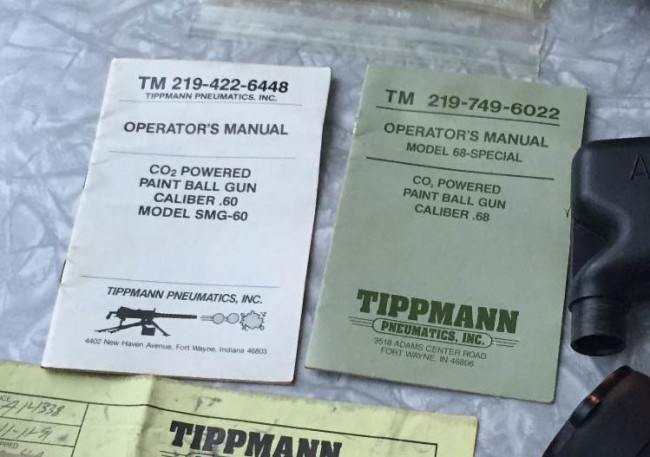 TM 219-422-6448
TIPPMANN PNEUMATICS, INC.
OPERATOR'S MANUAL
CO2 POWERED
PAINT BALL GUN
CALIBER .60
MODEL SMG-60
TIPPMANN PNEUMATICS, INC.
4402 New Haven Avenue, Fort Wayne, Indiana 46803
TM 219-749-6022
OPERATOR'S MANUAL
MODEL 68-SPECIAL
CO2 POWERED
PAINT BALL GUN
CALIBER .68
TIPPMANN
PNEUMATICS, INC.
3518 ADAMS CENTER ROAD
FORT WAYNE, IN 46806
A
TIPPMANN